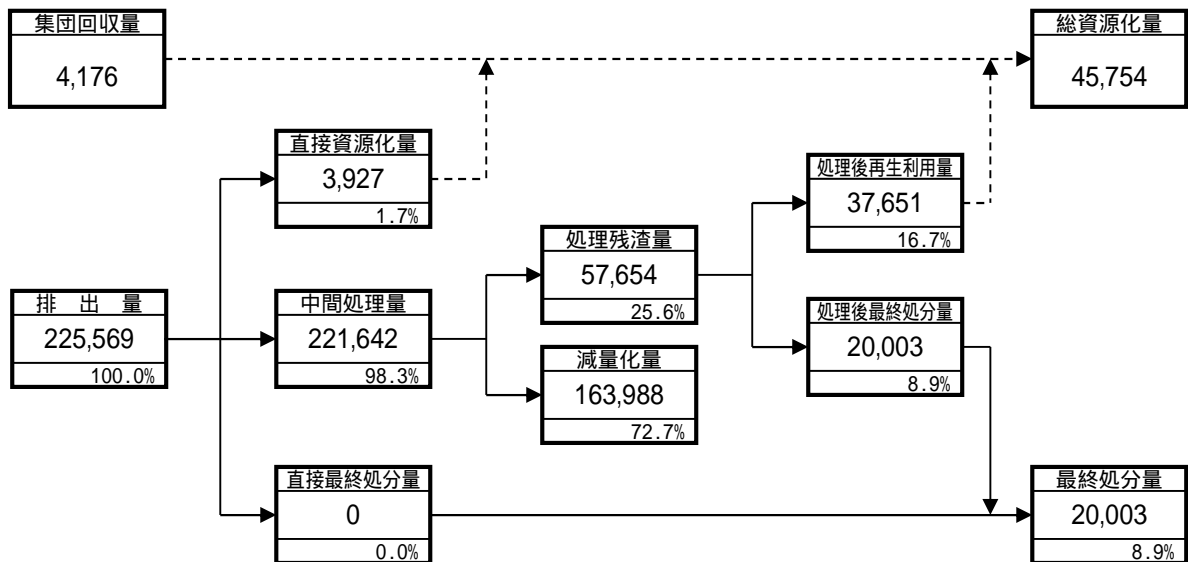 集団回収量
4,176
総資源化量
45,754
直接資源化量
3,927
1.7%
処理後再生利用量
37,651
16.7%
処理残渣量
57,654
25.6%
排 出 量
225,569
100.0%
中間処理量
221,642
98.3%
処理後最終処分量
20,003
8.9%
減量化量
163,988
72.7%
直接最終処分量
0
0.0%
最終処分量
20,003
8.9%